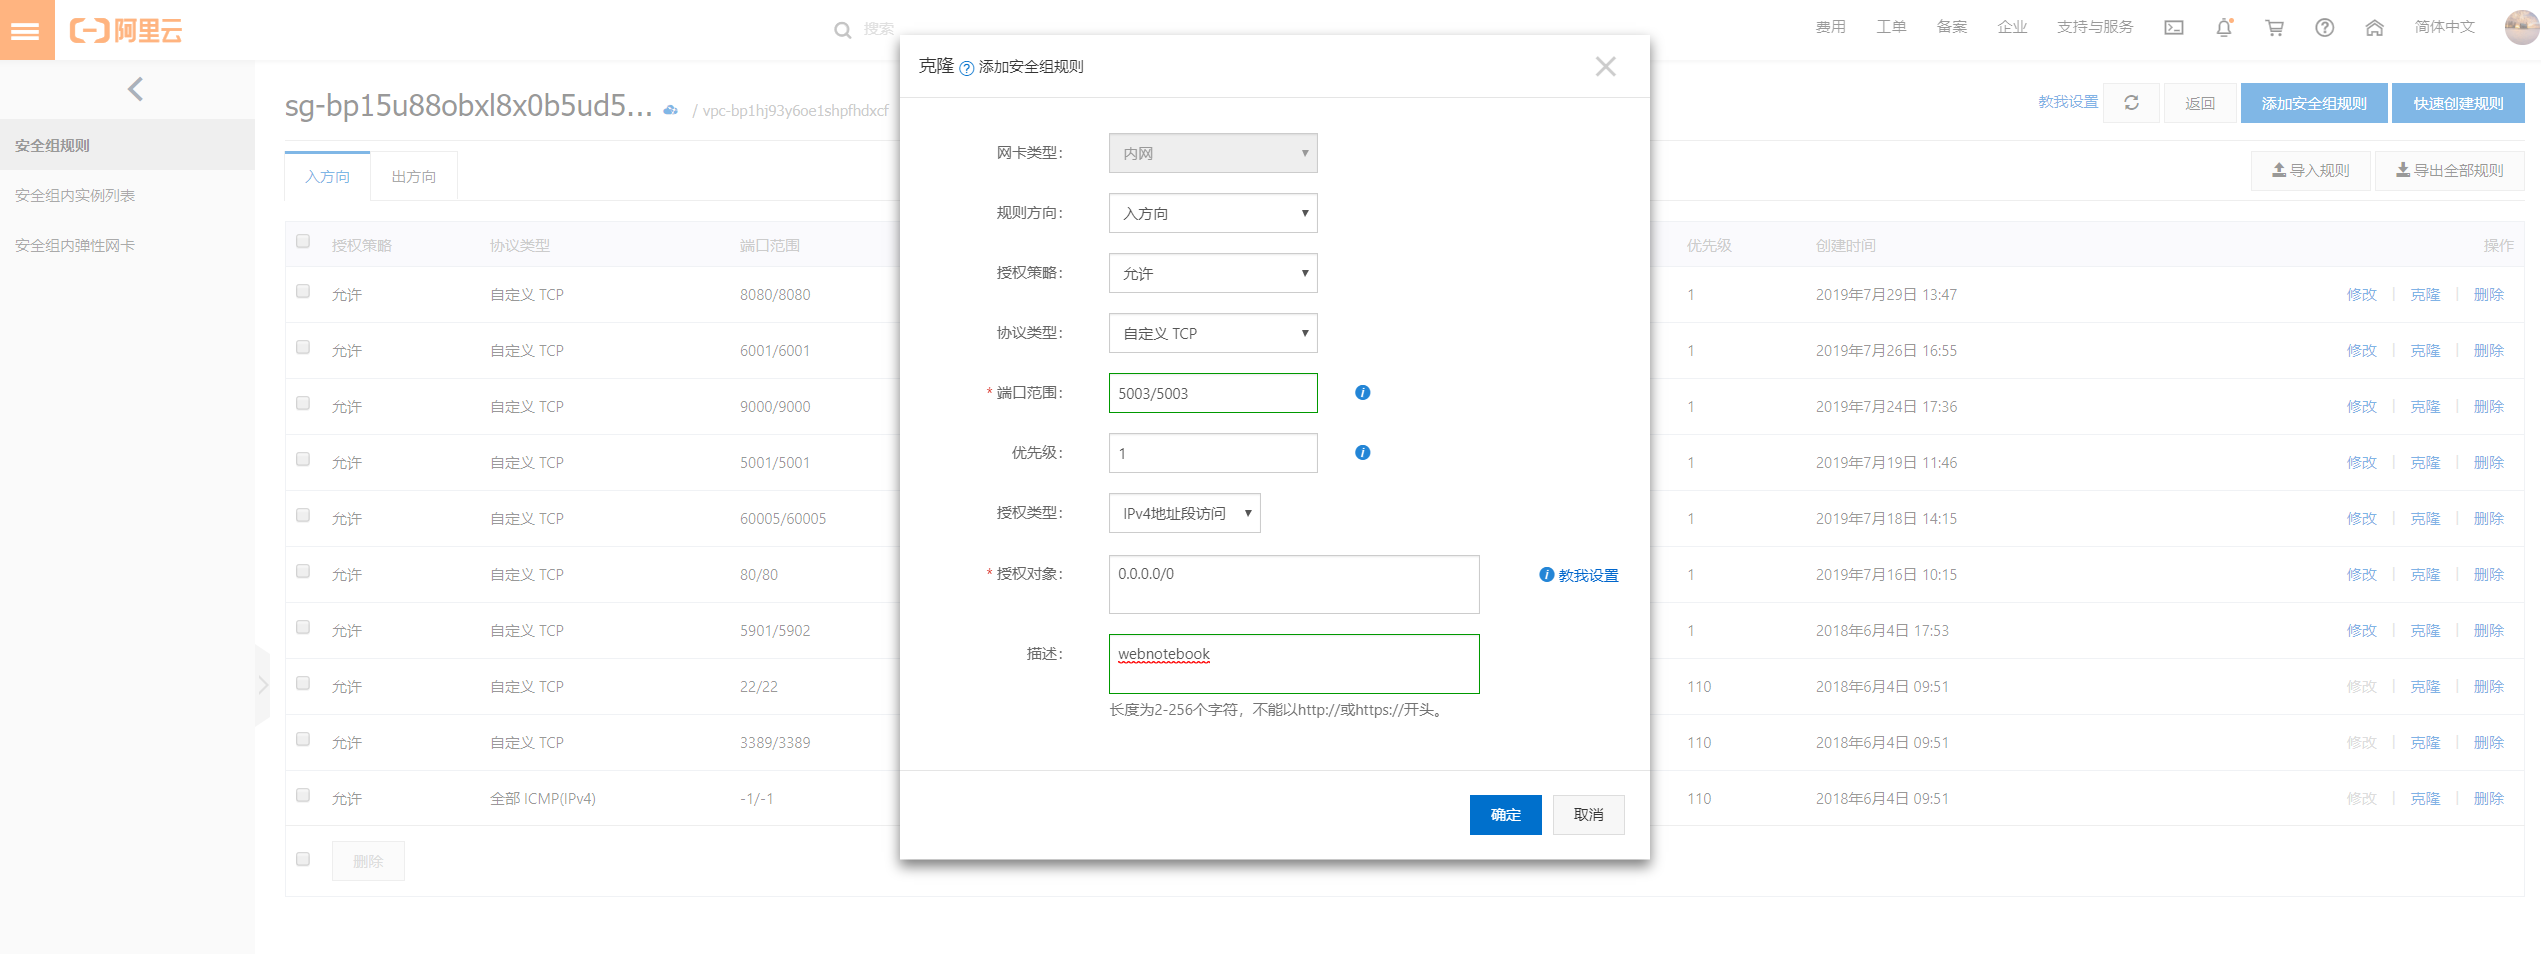 阿里云
搜索
费用 工单 备案 企业 支持与服务 简体中文
sg-bp15u88obxl8x0b5ud5... / vpc-bp1hj93y6oe1shpfhdxcf
教我设置 返回 添加安全组规则 快速创建规则
安全组规则
安全组内实例列表
安全组内弹性网卡
入方向 出方向
导入规则 导出全部规则
授权策略 协议类型 端口范围 优先级 创建时间 操作
允许 自定义 TCP 8080/8080 1 2019年7月29日 13:47 修改 克隆 删除
允许 自定义 TCP 6001/6001 1 2019年7月26日 16:55 修改 克隆 删除
允许 自定义 TCP 9000/9000 1 2019年7月24日 17:36 修改 克隆 删除
允许 自定义 TCP 5001/5001 1 2019年7月19日 11:46 修改 克隆 删除
允许 自定义 TCP 60005/60005 1 2019年7月18日 14:15 修改 克隆 删除
允许 自定义 TCP 80/80 1 2019年7月16日 10:15 修改 克隆 删除
允许 自定义 TCP 5901/5902 1 2018年6月4日 17:53 修改 克隆 删除
允许 自定义 TCP 22/22 110 2018年6月4日 09:51 修改 克隆 删除
允许 自定义 TCP 3389/3389 110 2018年6月4日 09:51 修改 克隆 删除
允许 全部 ICMP(IPv4) -1/-1 110 2018年6月4日 09:51 修改 克隆 删除
删除
克隆 ? 添加安全组规则
网卡类型： 内网
规则方向： 入方向
授权策略： 允许
协议类型： 自定义 TCP
* 端口范围： 5003/5003
优先级： 1
授权类型： IPv4地址段访问
* 授权对象： 0.0.0.0/0 教我设置
描述： webnotebook
长度为2-256个字符，不能以http://或https://开头。
确定 取消